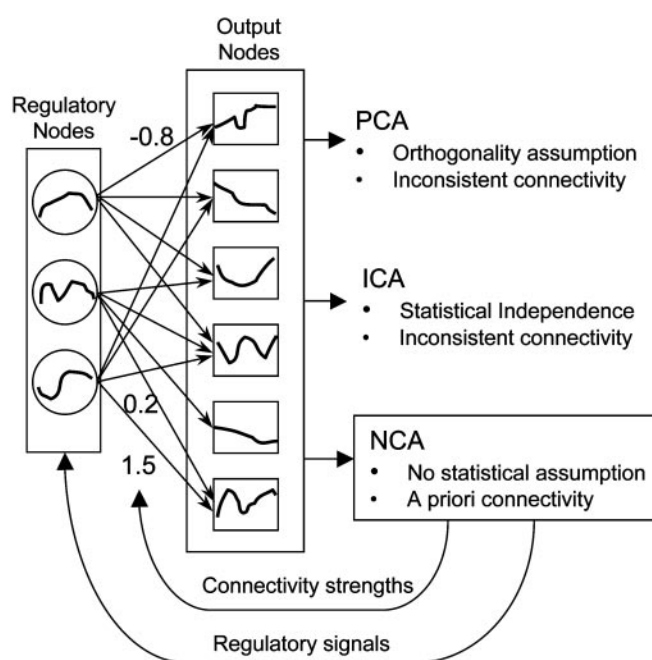 Output
Nodes
Regulatory
Nodes
-0.8
PCA
• Orthogonality assumption
• Inconsistent connectivity
ICA
• Statistical Independence
• Inconsistent connectivity
0.2
1.5
NCA
• No statistical assumption
• A priori connectivity
Connectivity strengths
Regulatory signals